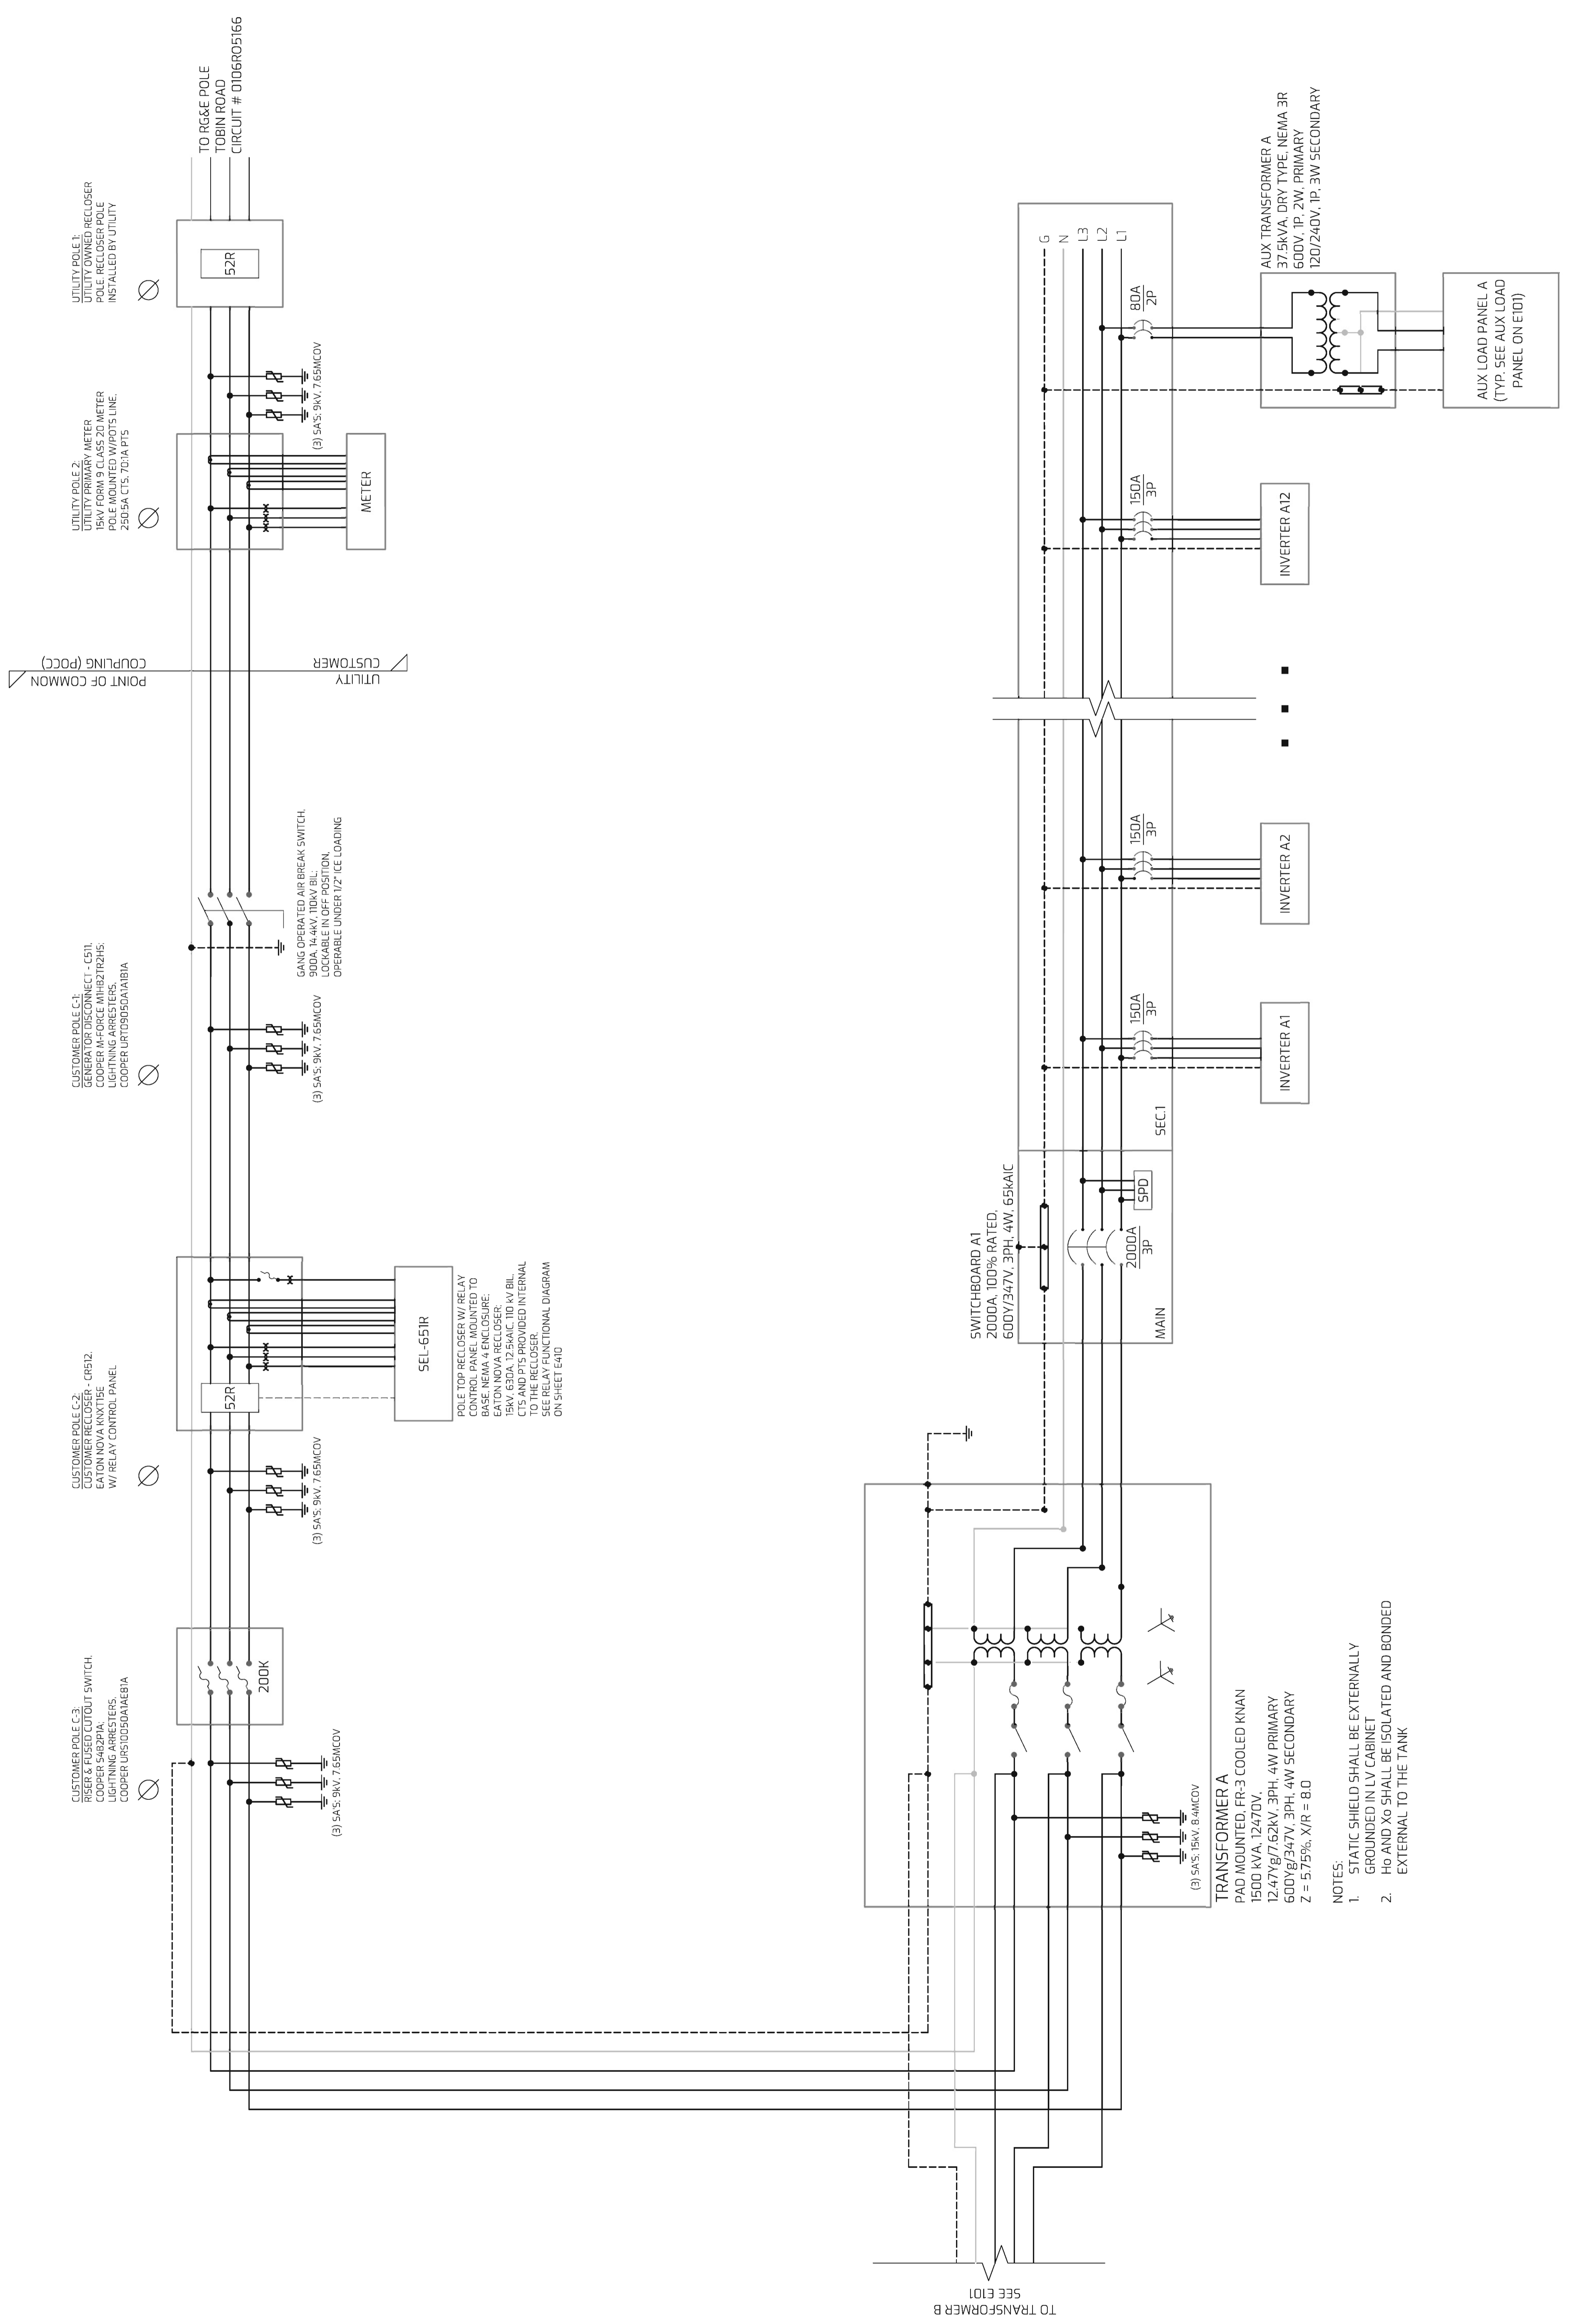 TO RG&E POLE
TOBIN ROAD
CIRCUIT # 0106R05166
UTILITY POLE 1:
UTILITY OWNED RECLOSER
POLE. RECLOSER POLE
INSTALLED BY UTILITY
52R
(3) SA'S: 9kV, 7.65MCOV
UTILITY POLE 2:
UTILITY PRIMARY METER
15kV FORM 9 CLASS 20 METER
POLE MOUNTED W/POTS LINE,
250:5A CTS, 70:1A PTS
METER
POINT OF COMMON
COUPLING (POCC)
UTILITY
CUSTOMER
CUSTOMER POLE C-1:
GENERATOR DISCONNECT - C511,
COOPER M-FORCE M1HB2TR2HS;
LIGHTNING ARRESTERS,
COOPER URT09050A1A1B1A
GANG OPERATED AIR BREAK SWITCH,
900A, 14.4kV, 110kV BIL;
LOCKABLE IN OFF POSITION,
OPERABLE UNDER 1/2" ICE LOADING
(3) SA'S: 9kV, 7.65MCOV
CUSTOMER POLE C-2:
CUSTOMER RECLOSER - CR512,
EATON NOVA KNXT15E
W/ RELAY CONTROL PANEL
52R
SEL-651R
POLE TOP RECLOSER W/ RELAY
CONTROL PANEL MOUNTED TO
BASE, NEMA 4 ENCLOSURE;
EATON NOVA RECLOSER;
15kV, 630A, 12.5kAIC, 110 kV BIL,
CTS AND PTS PROVIDED INTERNAL
TO THE RECLOSER.
SEE RELAY FUNCTIONAL DIAGRAM
ON SHEET E410
(3) SA'S: 9kV, 7.65MCOV
CUSTOMER POLE C-3:
RISER & FUSED CUTOUT SWITCH,
COOPER S4B2P1A;
LIGHTNING ARRESTERS,
COOPER URS10050A1AE81A
200K
(3) SA'S: 9kV, 7.65MCOV
AUX TRANSFORMER A
37.5kVA, DRY TYPE, NEMA 3R
600V, 1P, 2W, PRIMARY
120/240V, 1P, 3W SECONDARY
G
N
L3
L2
L1
80A
2P
AUX LOAD PANEL A
(TYP. SEE AUX LOAD
PANEL ON E101)
150A
3P
INVERTER A12
150A
3P
INVERTER A2
150A
3P
INVERTER A1
SEC.1
SWITCHBOARD A1
2000A, 100% RATED,
600Y/347V, 3PH, 4W, 65kAIC
SPD
2000A
3P
MAIN
(3) SA'S: 15kV, 8.4MCOV
TRANSFORMER A
PAD MOUNTED, FR-3 COOLED KNAN
1500 kVA, 12470V,
12.47Yg/7.62kV, 3PH, 4W PRIMARY
600Yg/347V, 3PH, 4W SECONDARY
Z = 5.75%, X/R = 8.0
NOTES:
1. STATIC SHIELD SHALL BE EXTERNALLY
GROUNDED IN LV CABINET
2. Ho AND Xo SHALL BE ISOLATED AND BONDED
EXTERNAL TO THE TANK
TO TRANSFORMER B
SEE E101